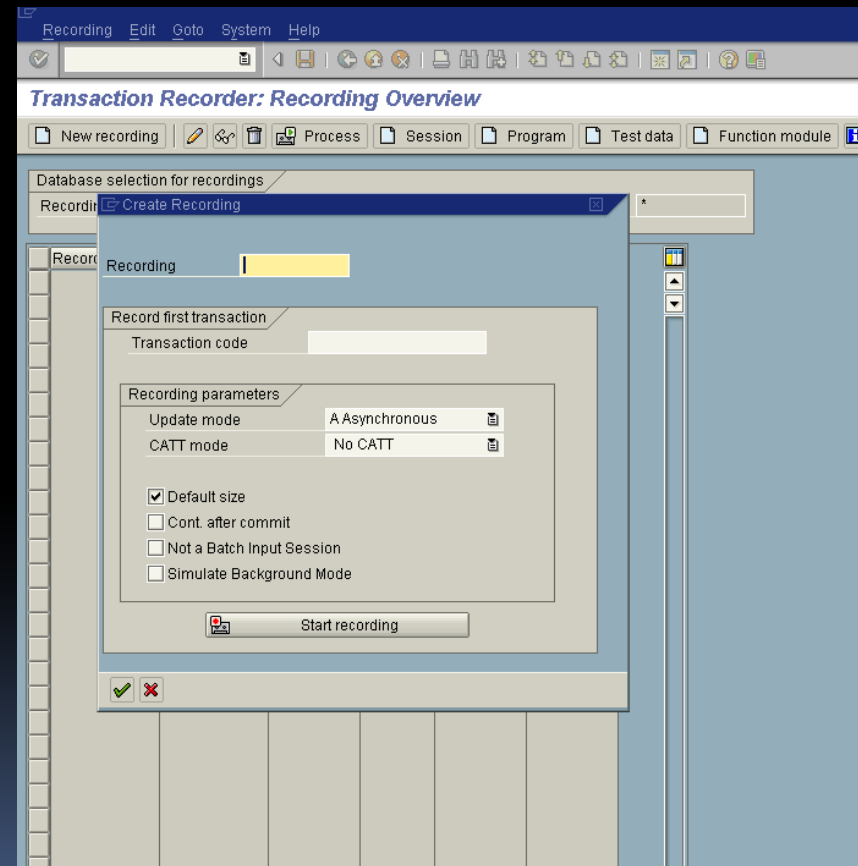 Recording Edit Goto System Help
Transaction Recorder: Recording Overview
New recording Process Session Program Test data Function module
Database selection for recordings
*
Create Recording
Recording
Record first transaction
Transaction code
Recording parameters
Update mode A Asynchronous
CATT mode No CATT
Default size
Cont. after commit
Not a Batch Input Session
Simulate Background Mode
Start recording